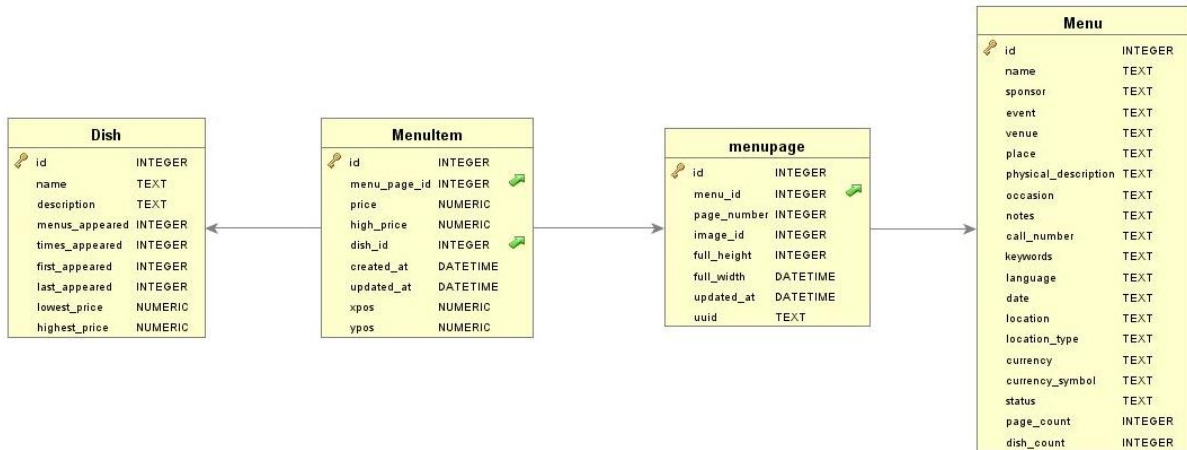 Dish
id INTEGER
name TEXT
description TEXT
menus_appeared INTEGER
times_appeared INTEGER
first_appeared INTEGER
last_appeared INTEGER
lowest_price NUMERIC
highest_price NUMERIC
MenuItem
id INTEGER
menu_page_id INTEGER
price NUMERIC
high_price NUMERIC
dish_id INTEGER
created_at DATETIME
updated_at DATETIME
xpos NUMERIC
ypos NUMERIC
menupage
id INTEGER
menu_id INTEGER
page_number INTEGER
image_id INTEGER
full_height INTEGER
full_width DATETIME
updated_at DATETIME
uuid TEXT
Menu
id INTEGER
name TEXT
sponsor TEXT
event TEXT
venue TEXT
place TEXT
physical_description TEXT
occasion TEXT
notes TEXT
call_number TEXT
keywords TEXT
language TEXT
date TEXT
location TEXT
location_type TEXT
currency TEXT
currency_symbol TEXT
status TEXT
page_count INTEGER
dish_count INTEGER